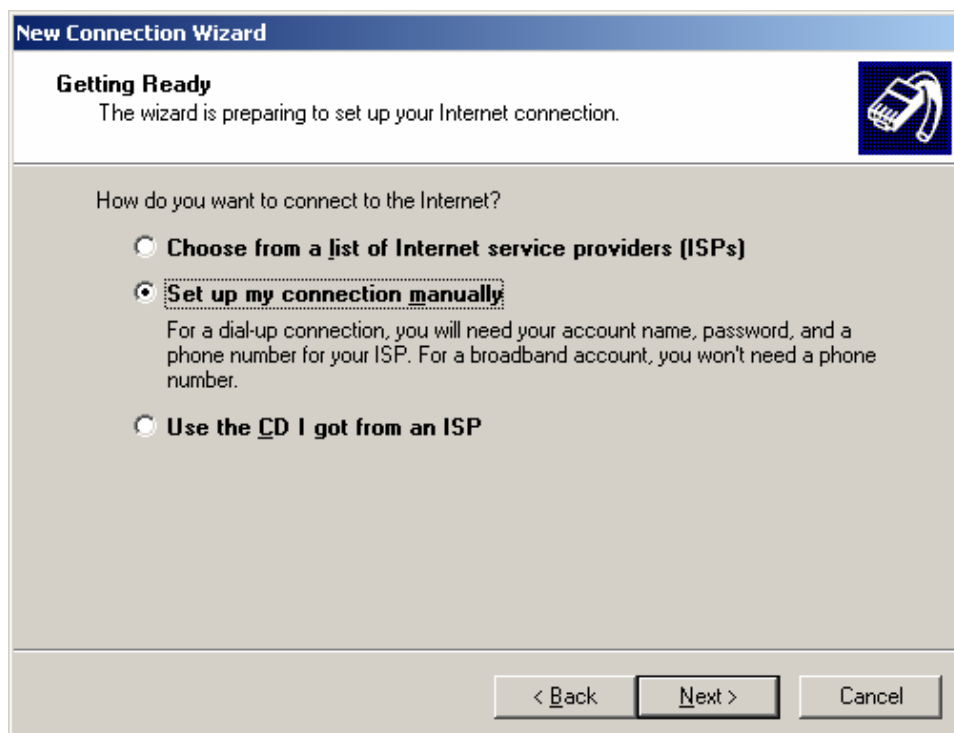 New Connection Wizard
Getting Ready
The wizard is preparing to set up your Internet connection.
How do you want to connect to the Internet?
Choose from a list of Internet service providers (ISPs)
Set up my connection manually
For a dial-up connection, you will need your account name, password, and a
phone number for your ISP. For a broadband account, you won't need a phone
number.
Use the CD I got from an ISP
< Back
Next >
Cancel